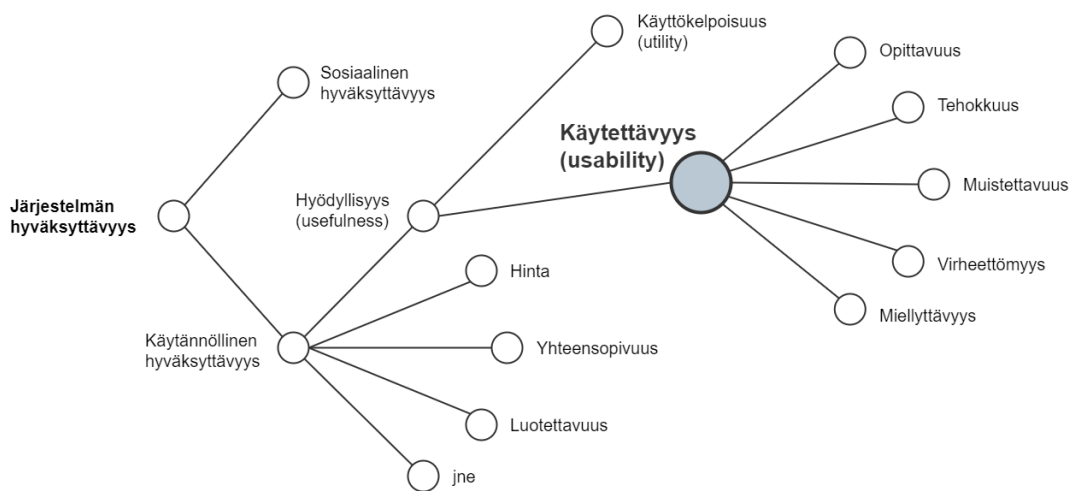 Järjestelmän
hyväksyttävyys
Sosiaalinen
hyväksyttävyys
Käytännöllinen
hyväksyttävyys
Hyödyllisyys
(usefulness)
Hinta
Yhteensopivuus
Luotettavuus
jne
Käyttökelpoisuus
(utility)
Käytettävyys
(usability)
Opittavuus
Tehokkuus
Muistettavuus
Virheettömyys
Miellyttävyys